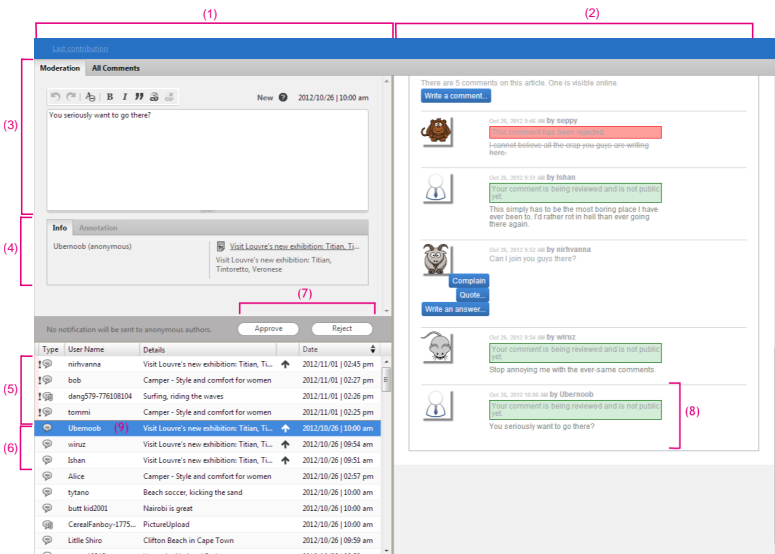 (1)
(2)
Last contribution
Moderation All Comments
(3)
New ? 2012/10/26 | 10:00 am
You seriously want to go there?
(4)
Info Annotation
Ubernoob (anonymous)
Visit Louvre's new exhibition: Titian, Ti...
Visit Louvre's new exhibition: Titian,
Tintoretto, Veronese
(7)
No notification will be sent to anonymous authors. Approve Reject
Type User Name Details Date
nirhvanna Visit Louvre's new exhibition: Titian, Ti... 2012/11/01 | 02:45 pm
bob Camper - Style and comfort for women 2012/11/01 | 02:27 pm
(5)
dang579-776108104 Surfing, riding the waves 2012/11/01 | 02:26 pm
tommi Camper - Style and comfort for women 2012/11/01 | 02:25 pm
Ubernoob (9) Visit Louvre's new exhibition: Titian, Ti... 2012/10/26 | 10:00 am
(6)
wiruz Visit Louvre's new exhibition: Titian, Ti... 2012/10/26 | 09:54 am
Ishan Visit Louvre's new exhibition: Titian, Ti... 2012/10/26 | 09:51 am
Alice Camper - Style and comfort for women 2012/10/26 | 02:57 pm
tytano Beach soccer, kicking the sand 2012/10/26 | 10:00 am
butt kid2001 Nairobi is great 2012/10/26 | 10:00 am
CerealFanboy-1775... PictureUpload 2012/10/26 | 10:00 am
Litlle Shiro Clifton Beach in Cape Town 2012/10/26 | 09:59 am
There are 5 comments on this article. One is visible online.
Write a comment...
Oct 26, 2012 9:46 AM by seppy
This comment has been rejected.
I cannot believe all the crap you guys are writing
here.
Oct 26, 2012 9:51 AM by Ishan
Your comment is being reviewed and is not public
yet.
This simply has to be the most boring place I have
ever been to. I'd rather rot in hell than ever going
there again.
Oct 26, 2012 9:52 AM by nirhvanna
Can I join you guys there?
Complain
Quote...
Write an answer...
Oct 26, 2012 9:54 AM by wiruz
Your comment is being reviewed and is not public
yet.
Stop annoying me with the ever-same comments.
Oct 26, 2012 10:00 AM by Ubernoob
Your comment is being reviewed and is not public
yet.
(8)
You seriously want to go there?